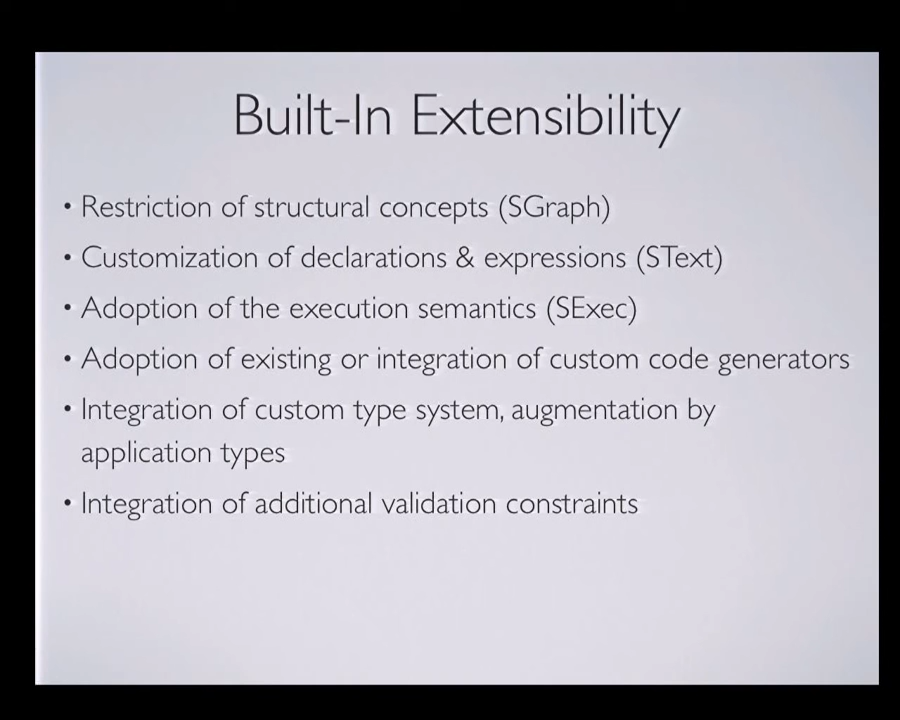 Built-In Extensibility
• Restriction of structural concepts (SGraph)
• Customization of declarations & expressions (SText)
• Adoption of the execution semantics (SExec)
• Adoption of existing or integration of custom code generators
• Integration of custom type system, augmentation by
application types
• Integration of additional validation constraints